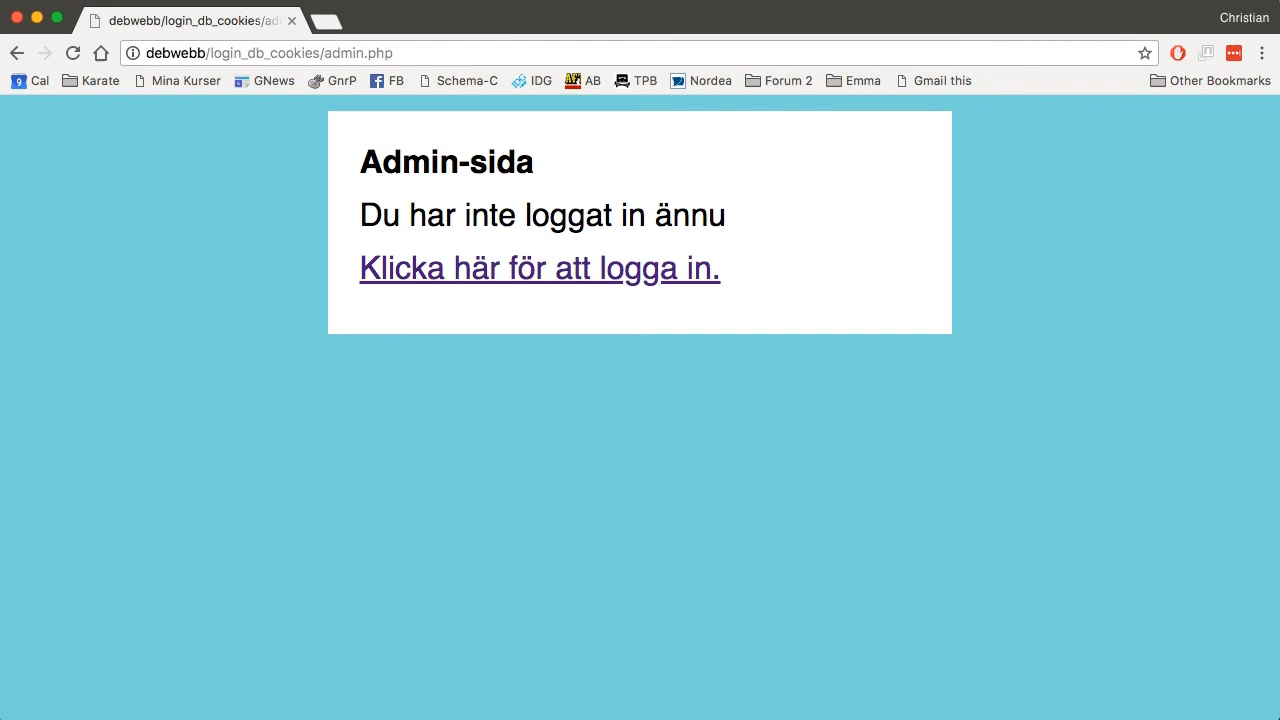 debwebb/login_db_cookies/ad
Christian
debwebb/login_db_cookies/admin.php
9 Cal Karate Mina Kurser GNews GnrP FB Schema-C IDG AF AB TPB Nordea Forum 2 Emma Gmail this Other Bookmarks
Admin-sida
Du har inte loggat in ännu
Klicka här för att logga in.